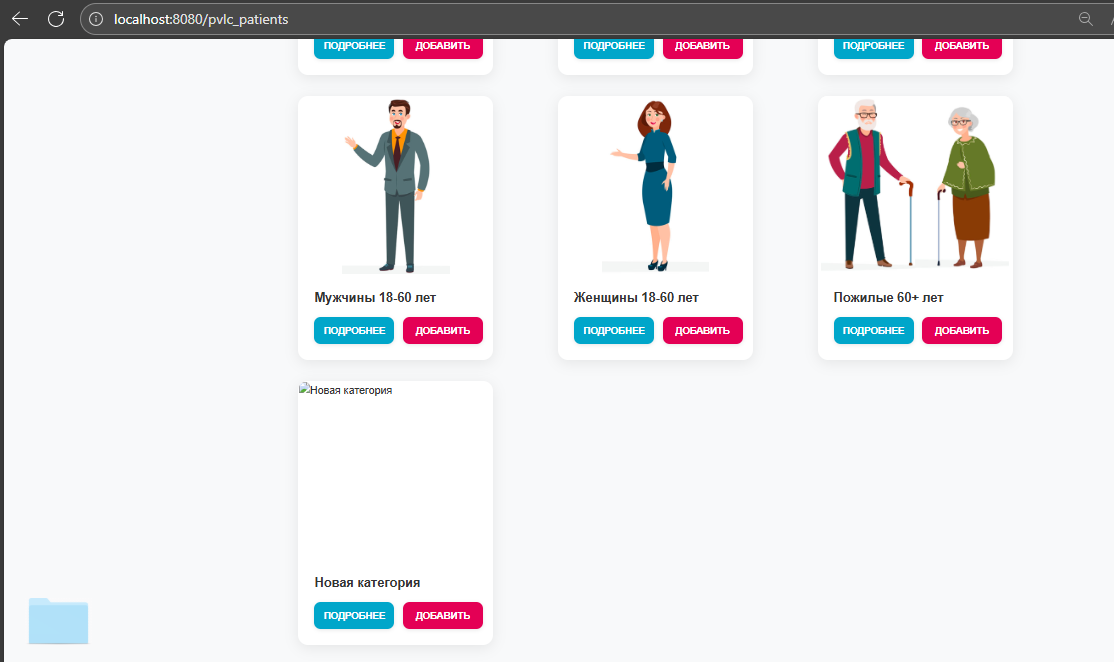 localhost:8080/pvlc_patients
ПОДРОБНЕЕ ДОБАВИТЬ ПОДРОБНЕЕ ДОБАВИТЬ ПОДРОБНЕЕ ДОБАВИТЬ
Мужчины 18-60 лет Женщины 18-60 лет Пожилые 60+ лет
ПОДРОБНЕЕ ДОБАВИТЬ ПОДРОБНЕЕ ДОБАВИТЬ ПОДРОБНЕЕ ДОБАВИТЬ
Новая категория
Новая категория
ПОДРОБНЕЕ ДОБАВИТЬ